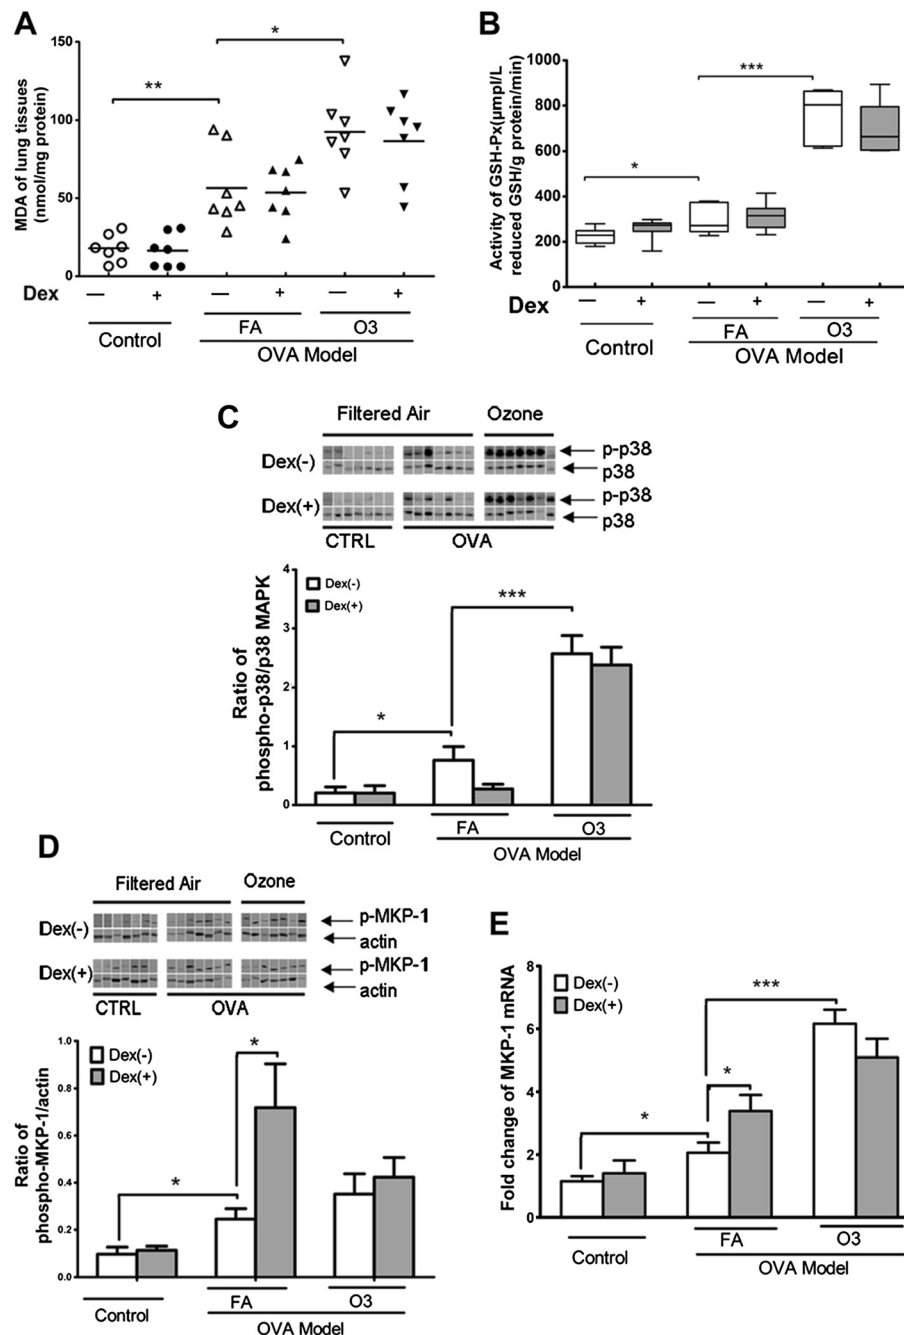 A
MDA of lung tissues
(nmol/mg protein)
150
100
50
0
**
*
Dex — + — + — +
Control FA O3
OVA Model
B
Activity of GSH-Px(μmpl/L
reduced GSH/g protein/min)
1000
800
600
400
200
0
*
***
Dex — + — + — +
Control FA O3
OVA Model
C
Filtered Air Ozone
Dex(-) p-p38
p38
Dex(+) p-p38
p38
CTRL OVA
Ratio of
phospho-p38/p38 MAPK
4
3
2
1
0
Dex(-)
Dex(+)
*
***
Control FA O3
OVA Model
D
Filtered Air Ozone
Dex(-) p-MKP-1
actin
Dex(+) p-MKP-1
actin
CTRL OVA
Ratio of
phospho-MKP-1/actin
1.0
0.8
0.6
0.4
0.2
0.0
Dex(-)
Dex(+)
*
*
Control FA O3
OVA Model
E
Fold change of MKP-1 mRNA
8
6
4
2
0
Dex(-)
Dex(+)
*
*
***
Control FA O3
OVA Model